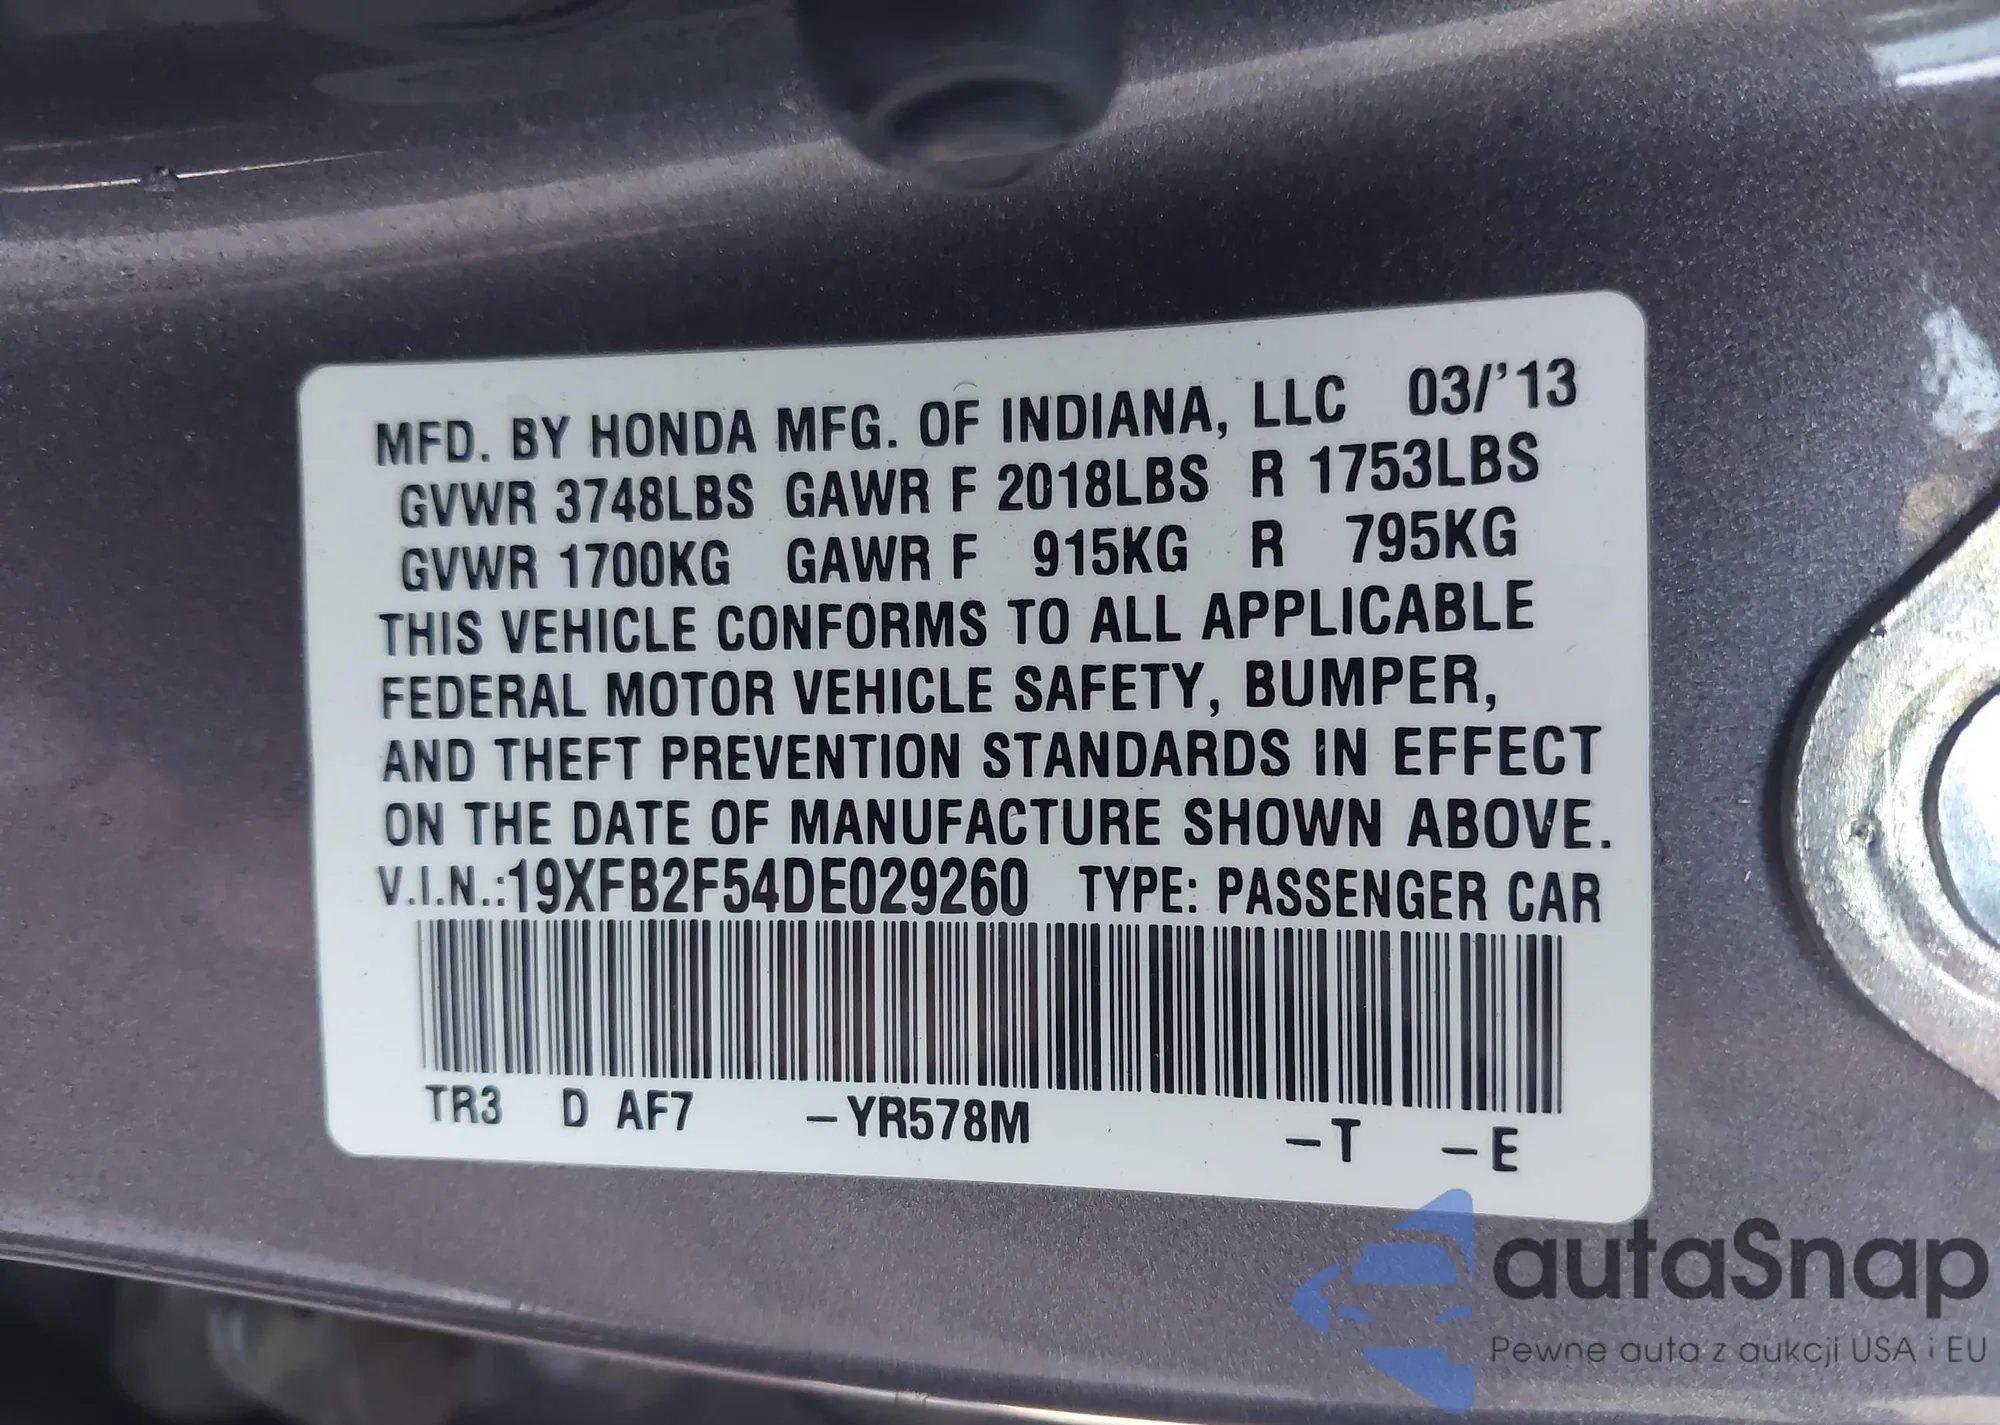 MFD. BY HONDA MFG. OF INDIANA, LLC 03/'13
GVWR 3748LBS GAWR F 2018LBS R 1753LBS
GVWR 1700KG GAWR F 915KG R 795KG
THIS VEHICLE CONFORMS TO ALL APPLICABLE
FEDERAL MOTOR VEHICLE SAFETY, BUMPER,
AND THEFT PREVENTION STANDARDS IN EFFECT
ON THE DATE OF MANUFACTURE SHOWN ABOVE.
V.I.N.:19XFB2F54DE029260 TYPE: PASSENGER CAR
TR3 D AF7 –YR578M –T –E
autaSnap
Pewne auta z aukcji USA i EU